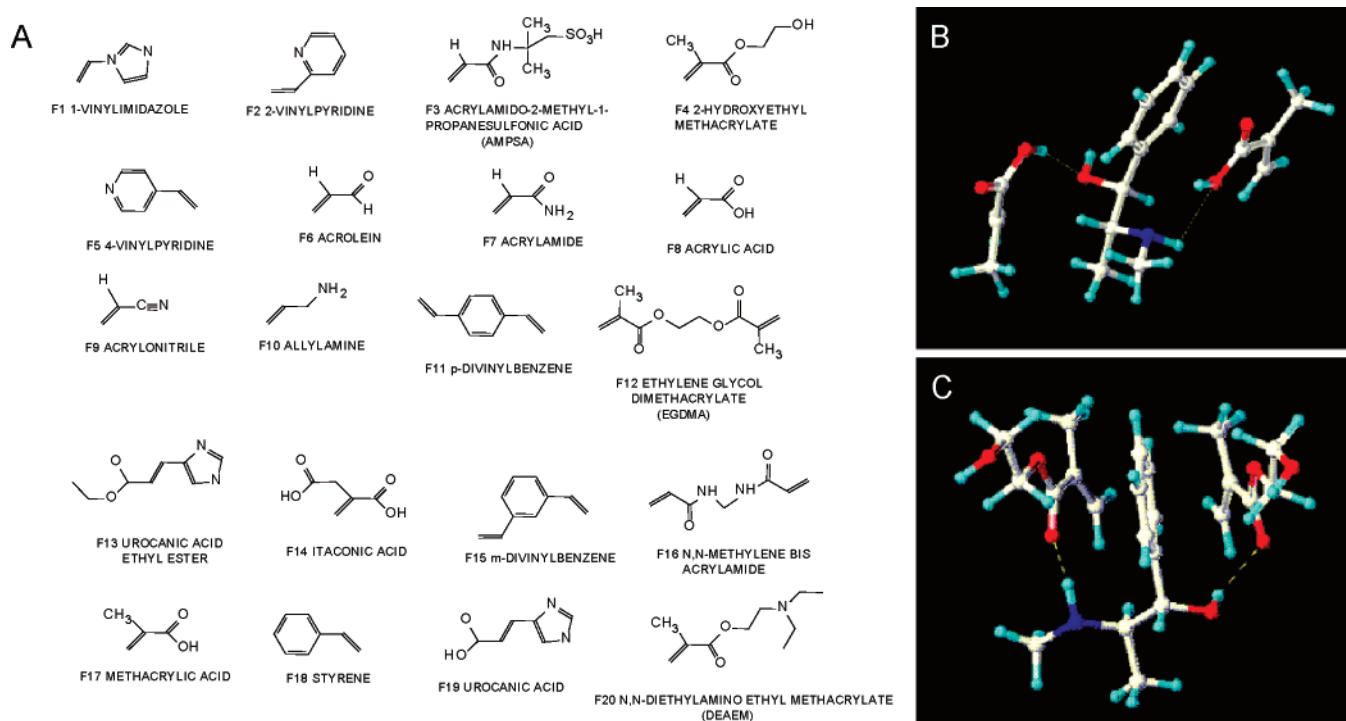 A
B
C
N
N
F1 1-VINYLIMIDAZOLE
N
F2 2-VINYLPYRIDINE
H
NH
CH3
SO3H
O
CH3
F3 ACRYLAMIDO-2-METHYL-1-
PROPANESULFONIC ACID
(AMPSA)
OH
CH3
O
O
F4 2-HYDROXYETHYL
METHACRYLATE
N
F5 4-VINYLPYRIDINE
H
O
H
F6 ACROLEIN
H
O
NH2
F7 ACRYLAMIDE
H
O
OH
F8 ACRYLIC ACID
H
C≡N
F9 ACRYLONITRILE
NH2
F10 ALLYLAMINE
F11 p-DIVINYLBENZENE
CH3
O
O
O
O
CH3
F12 ETHYLENE GLYCOL
DIMETHACRYLATE
(EGDMA)
O
O
N
N
F13 UROCANIC ACID
ETHYL ESTER
O
HO
O
OH
F14 ITACONIC ACID
F15 m-DIVINYLBENZENE
O
NH
NH
O
F16 N,N-METHYLENE BIS
ACRYLAMIDE
CH3
O
OH
F17 METHACRYLIC ACID
F18 STYRENE
O
HO
N
N
F19 UROCANIC ACID
N
CH3
O
O
F20 N,N-DIETHYLAMINO ETHYL METHACRYLATE
(DEAEM)